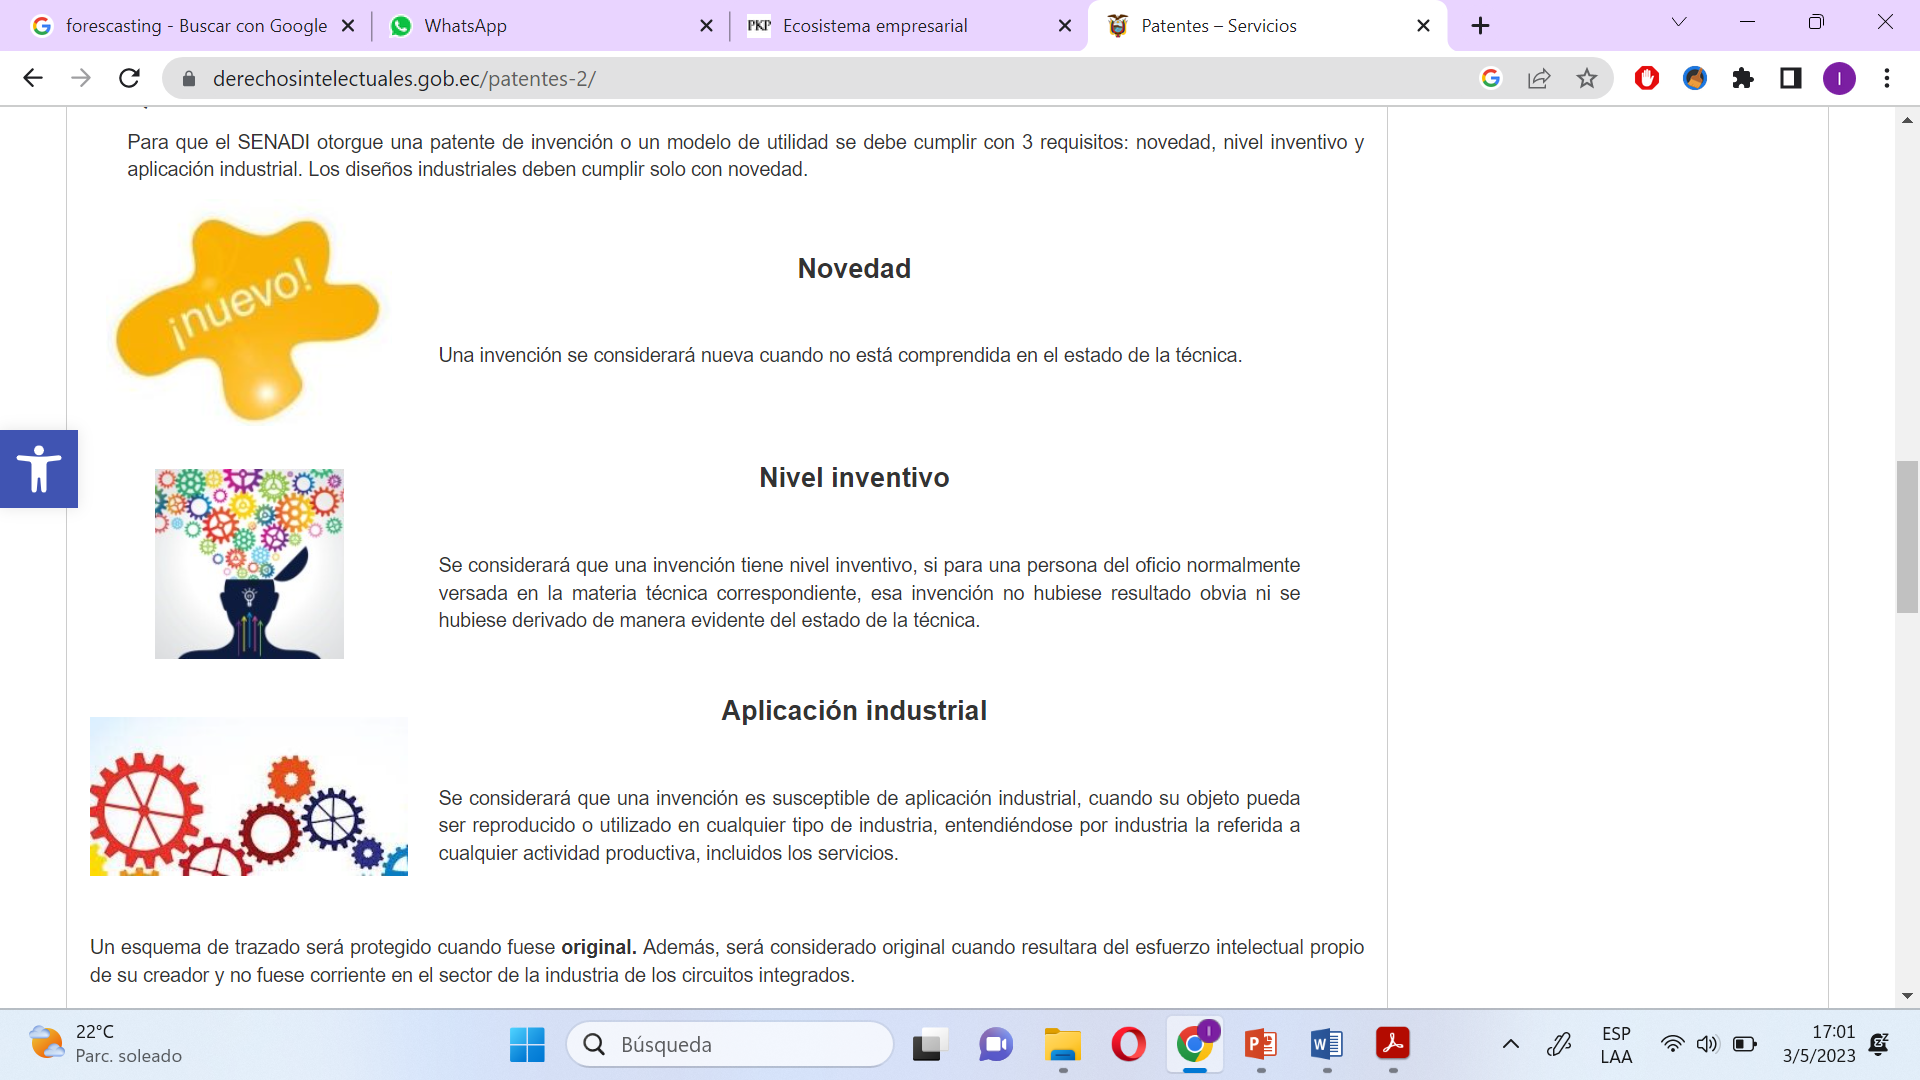 forescasting - Buscar con Google
WhatsApp
PKP
Ecosistema empresarial
Patentes – Servicios
derechosintelectuales.gob.ec/patentes-2/
I
Para que el SENADI otorgue una patente de invención o un modelo de utilidad se debe cumplir con 3 requisitos: novedad, nivel inventivo y
aplicación industrial. Los diseños industriales deben cumplir solo con novedad.
¡nuevo!
Novedad
Una invención se considerará nueva cuando no está comprendida en el estado de la técnica.
Nivel inventivo
Se considerará que una invención tiene nivel inventivo, si para una persona del oficio normalmente
versada en la materia técnica correspondiente, esa invención no hubiese resultado obvia ni se
hubiese derivado de manera evidente del estado de la técnica.
Aplicación industrial
Se considerará que una invención es susceptible de aplicación industrial, cuando su objeto pueda
ser reproducido o utilizado en cualquier tipo de industria, entendiéndose por industria la referida a
cualquier actividad productiva, incluidos los servicios.
Un esquema de trazado será protegido cuando fuese original. Además, será considerado original cuando resultara del esfuerzo intelectual propio
de su creador y no fuese corriente en el sector de la industria de los circuitos integrados.
22°C
Parc. soleado
Búsqueda
ESP
LAA
17:01
3/5/2023